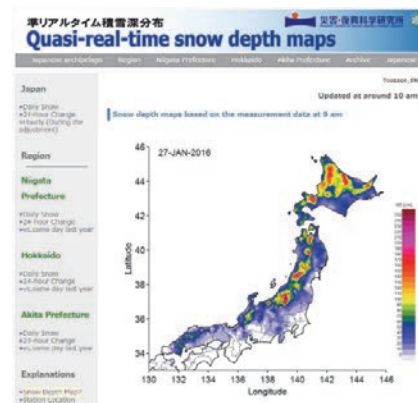 準リアルタイム積雪深分布
災害・復興科学研究所
Quasi-real-time snow depth maps
Japanese archipelago Region Niigata Prefecture Hokkaido Akita Prefecture Archive Japanese
Updated at around 10 am
Japan
•Daily Snow
•24-hour Change
Hourly (During the adjustment)
Region
Niigata
Prefecture
•Daily Snow
•24-hour Change
•vs.same day last year
Hokkaido
•Daily Snow
•24-hour Change
•vs.same day last year
Akita Prefecture
•Daily Snow
•24-hour Change
•vs.same day last year
Explanations
•Snow Depth Map?
•Station Location
Snow depth maps based on the measurement data at 9 am
27-JAN-2016
46
44
42
40
38
36
34
Latitude
130 132 134 136 138 140 142 144 146
Longitude